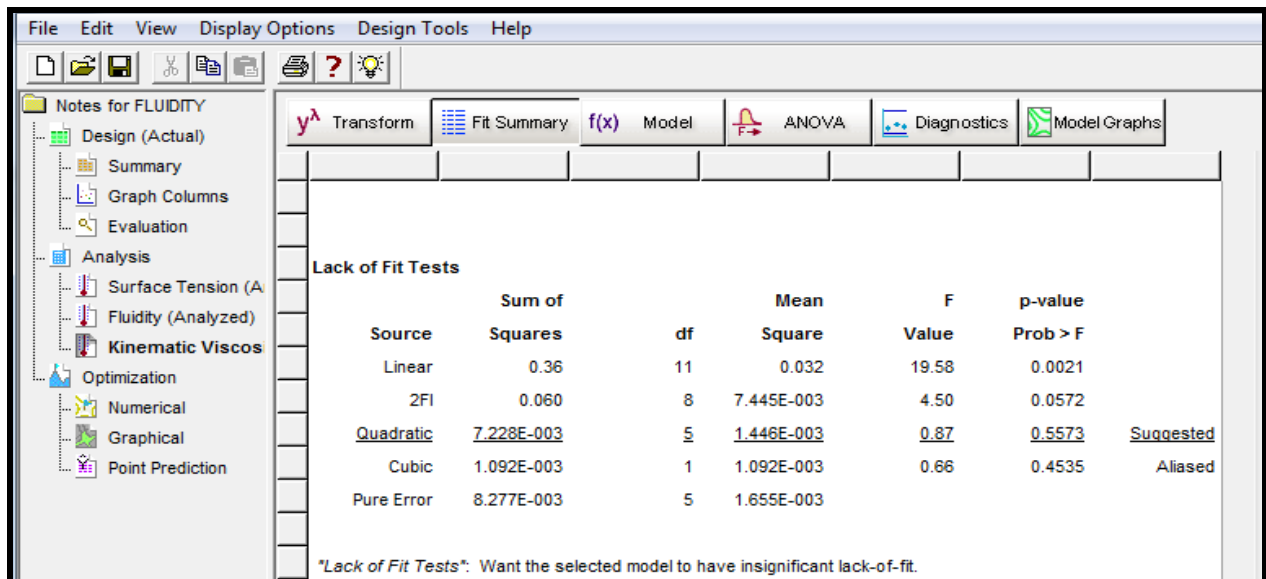 File Edit View Display Options Design Tools Help
Notes for FLUIDITY
Design (Actual)
Summary
Graph Columns
Evaluation
Analysis
Surface Tension (A
Fluidity (Analyzed)
Kinematic Viscos
Optimization
Numerical
Graphical
Point Prediction
yλ Transform Fit Summary f(x) Model F ANOVA Diagnostics Model Graphs
Lack of Fit Tests
Sum of Mean F p-value
Source Squares df Square Value Prob > F
Linear 0.36 11 0.032 19.58 0.0021
2FI 0.060 8 7.445E-003 4.50 0.0572
Quadratic 7.228E-003 5 1.446E-003 0.87 0.5573 Suggested
Cubic 1.092E-003 1 1.092E-003 0.66 0.4535 Aliased
Pure Error 8.277E-003 5 1.655E-003
"Lack of Fit Tests": Want the selected model to have insignificant lack-of-fit.